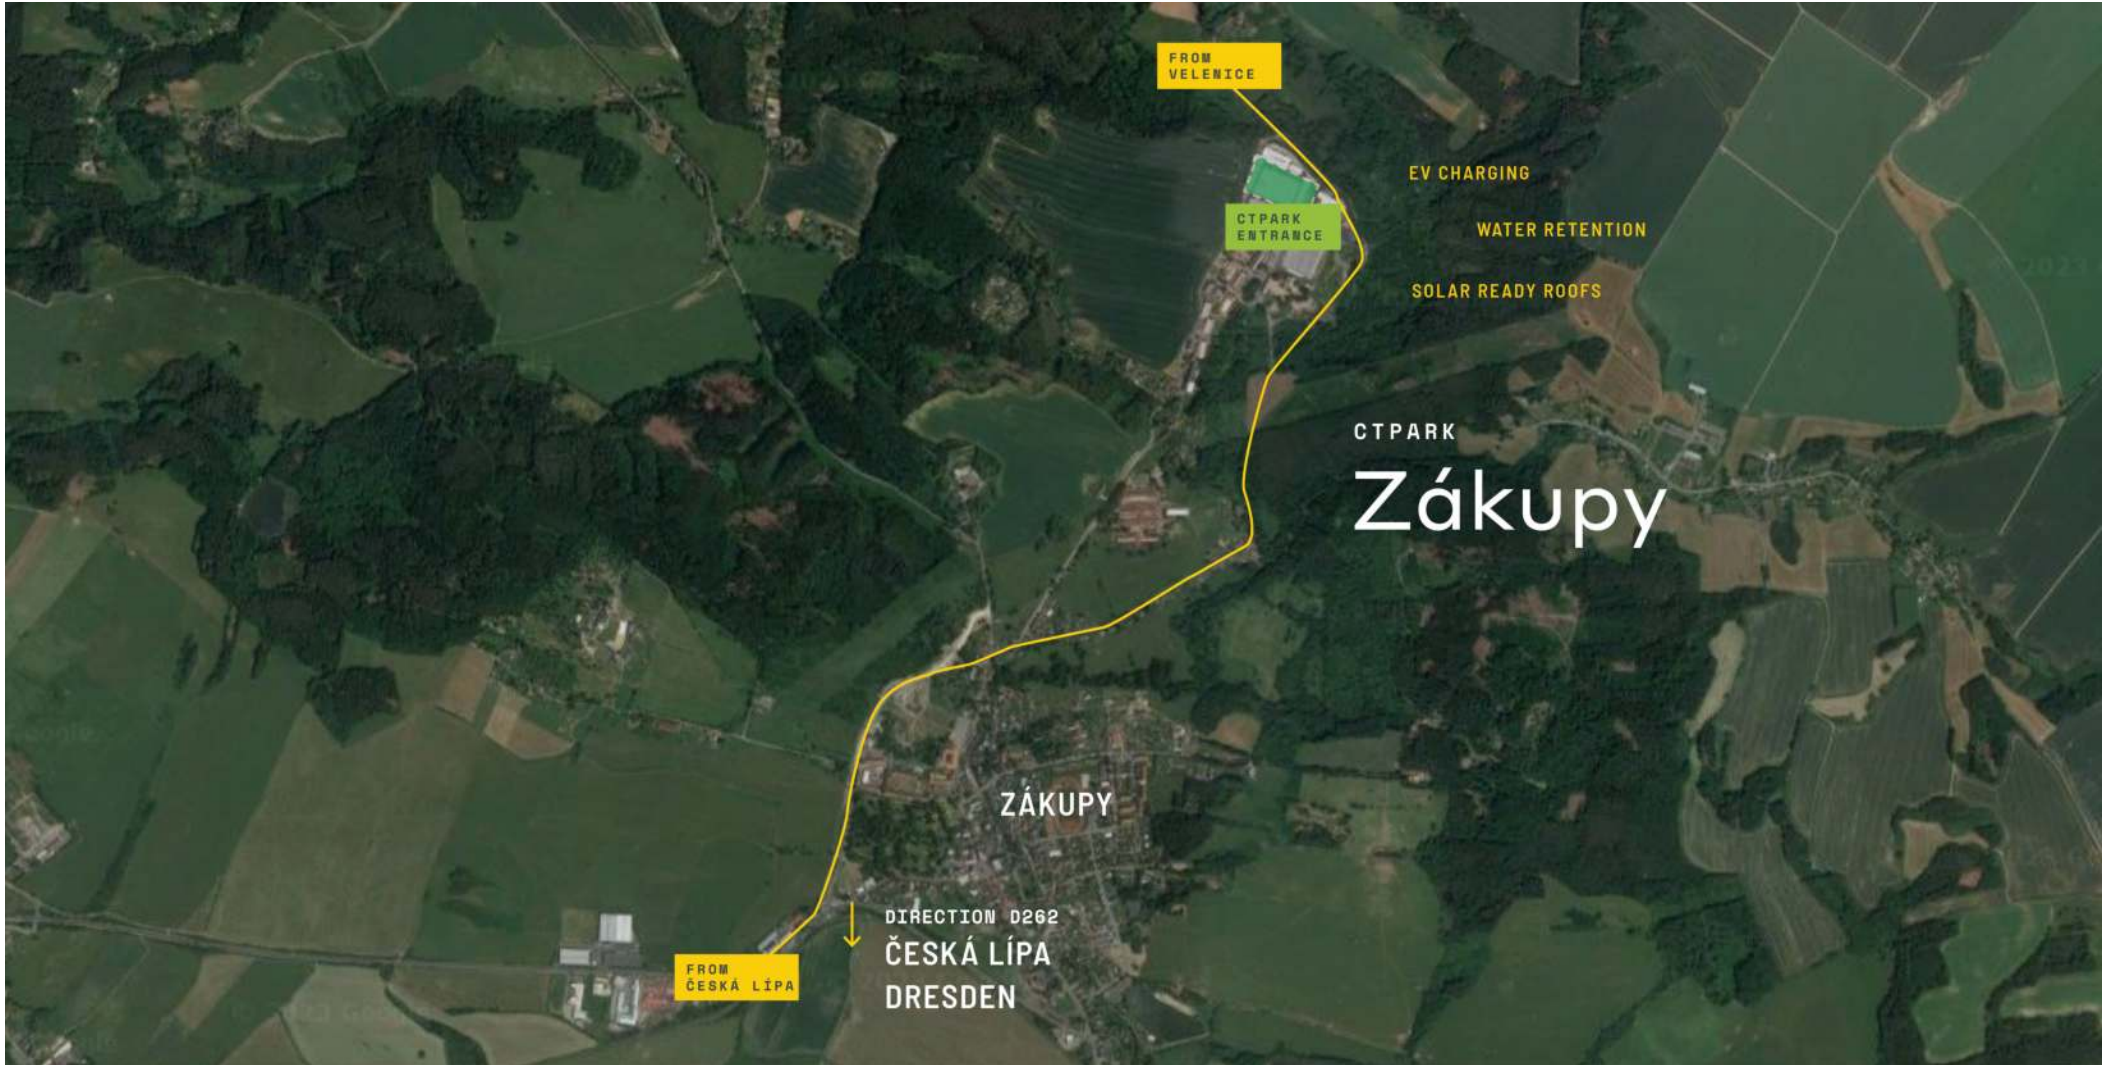 FROM
VELENICE
EV CHARGING
CTPARK
ENTRANCE
WATER RETENTION
SOLAR READY ROOFS
CTPARK
Zákupy
ZÁKUPY
DIRECTION D262
ČESKÁ LÍPA
DRESDEN
FROM
ČESKÁ LÍPA